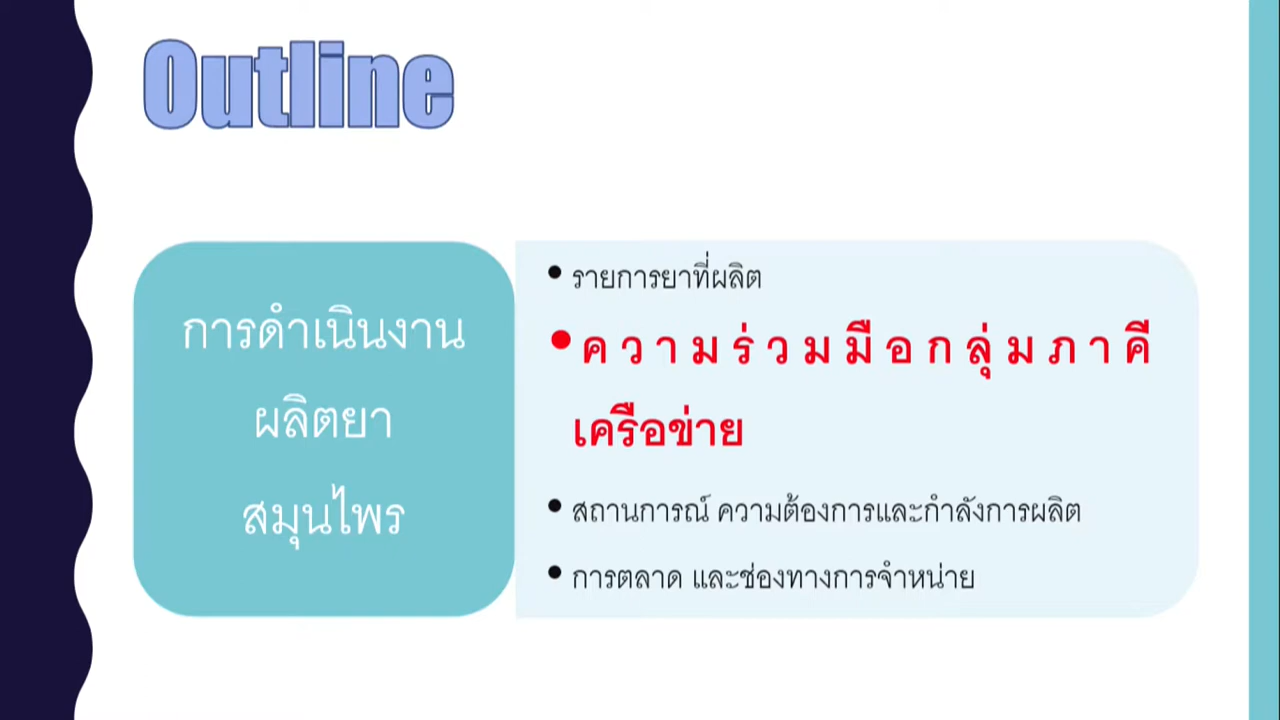 Outline
การดำเนินงาน
ผลิตยา
สมุนไพร
• รายการยาที่ผลิต
• ความร่วมมือกลุ่มภาคี
เครือข่าย
• สถานการณ์ ความต้องการและกำลังการผลิต
• การตลาด และช่องทางการจำหน่าย